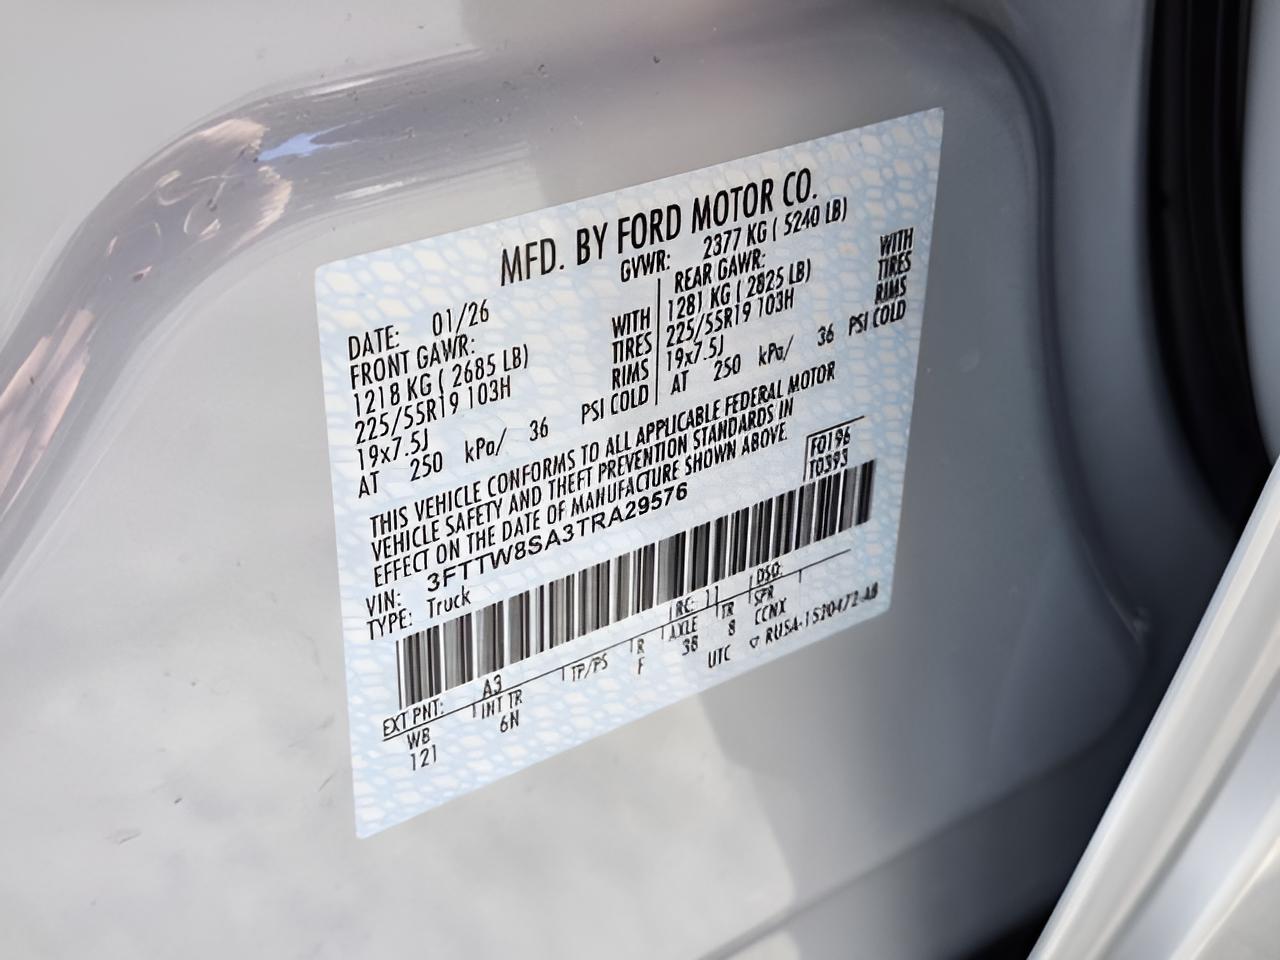 MFD. BY FORD MOTOR CO.
DATE: 01/26 GVWR: 2377 KG ( 5240 LB)
FRONT GAWR: REAR GAWR:
1218 KG ( 2685 LB) WITH 1281 KG ( 2825 LB) WITH
225/55R19 103H TIRES 225/55R19 103H TIRES
19x7.5J RIMS 19x7.5J RIMS
AT 250 kPa/ 36 PSI COLD AT 250 kPa/ 36 PSI COLD
THIS VEHICLE CONFORMS TO ALL APPLICABLE FEDERAL MOTOR
VEHICLE SAFETY AND THEFT PREVENTION STANDARDS IN
EFFECT ON THE DATE OF MANUFACTURE SHOWN ABOVE.
VIN: 3FTTW8SA3TRA29576 F0196
TYPE: Truck T0393
EXT PNT: A3 RC: 11 DSO:
WB INT TR TP/PS R AXLE TR SPR
121 6N F 38 8 CCNX
UTC RU5A-1520472-AB